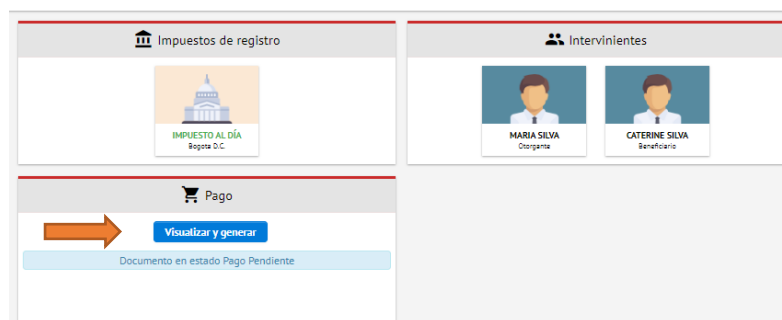 Impuestos de registro
IMPUESTO AL DÍA
Bogota D.C.
Intervinientes
MARIA SILVA
Otorgante
CATERINE SILVA
Beneficiario
Pago
Visualizar y generar
Documento en estado Pago Pendiente